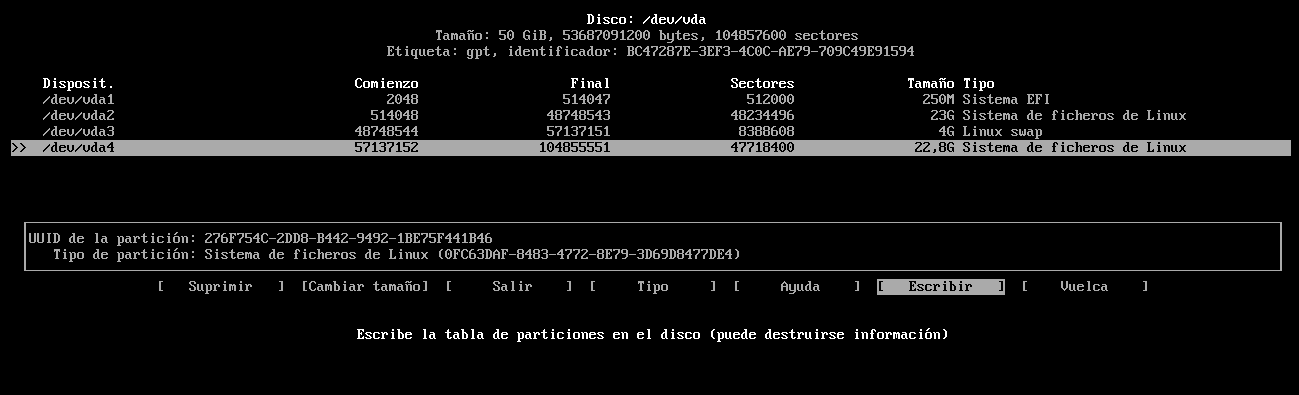 Disco: /dev/vda
Tamaño: 50 GiB, 53687091200 bytes, 104857600 sectores
Etiqueta: gpt, identificador: BC47287E-3EF3-4C0C-AE79-709C49E91594
Disposit. Comienzo Final Sectores Tamaño Tipo
/dev/vda1 2048 514047 512000 250M Sistema EFI
/dev/vda2 514048 48748543 48234496 23G Sistema de ficheros de Linux
/dev/vda3 48748544 57137151 8388608 4G Linux swap
>> /dev/vda4 57137152 104855551 47718400 22,8G Sistema de ficheros de Linux
UUID de la partición: 276F754C-2DD8-B442-9492-1BE75F441B46
Tipo de partición: Sistema de ficheros de Linux (0FC63DAF-8483-4772-8E79-3D69D8477DE4)
[ Suprimir ] [Cambiar tamaño] [ Salir ] [ Tipo ] [ Ayuda ] [ Escribir ] [ Vuelca ]
Escribe la tabla de particiones en el disco (puede destruirse información)